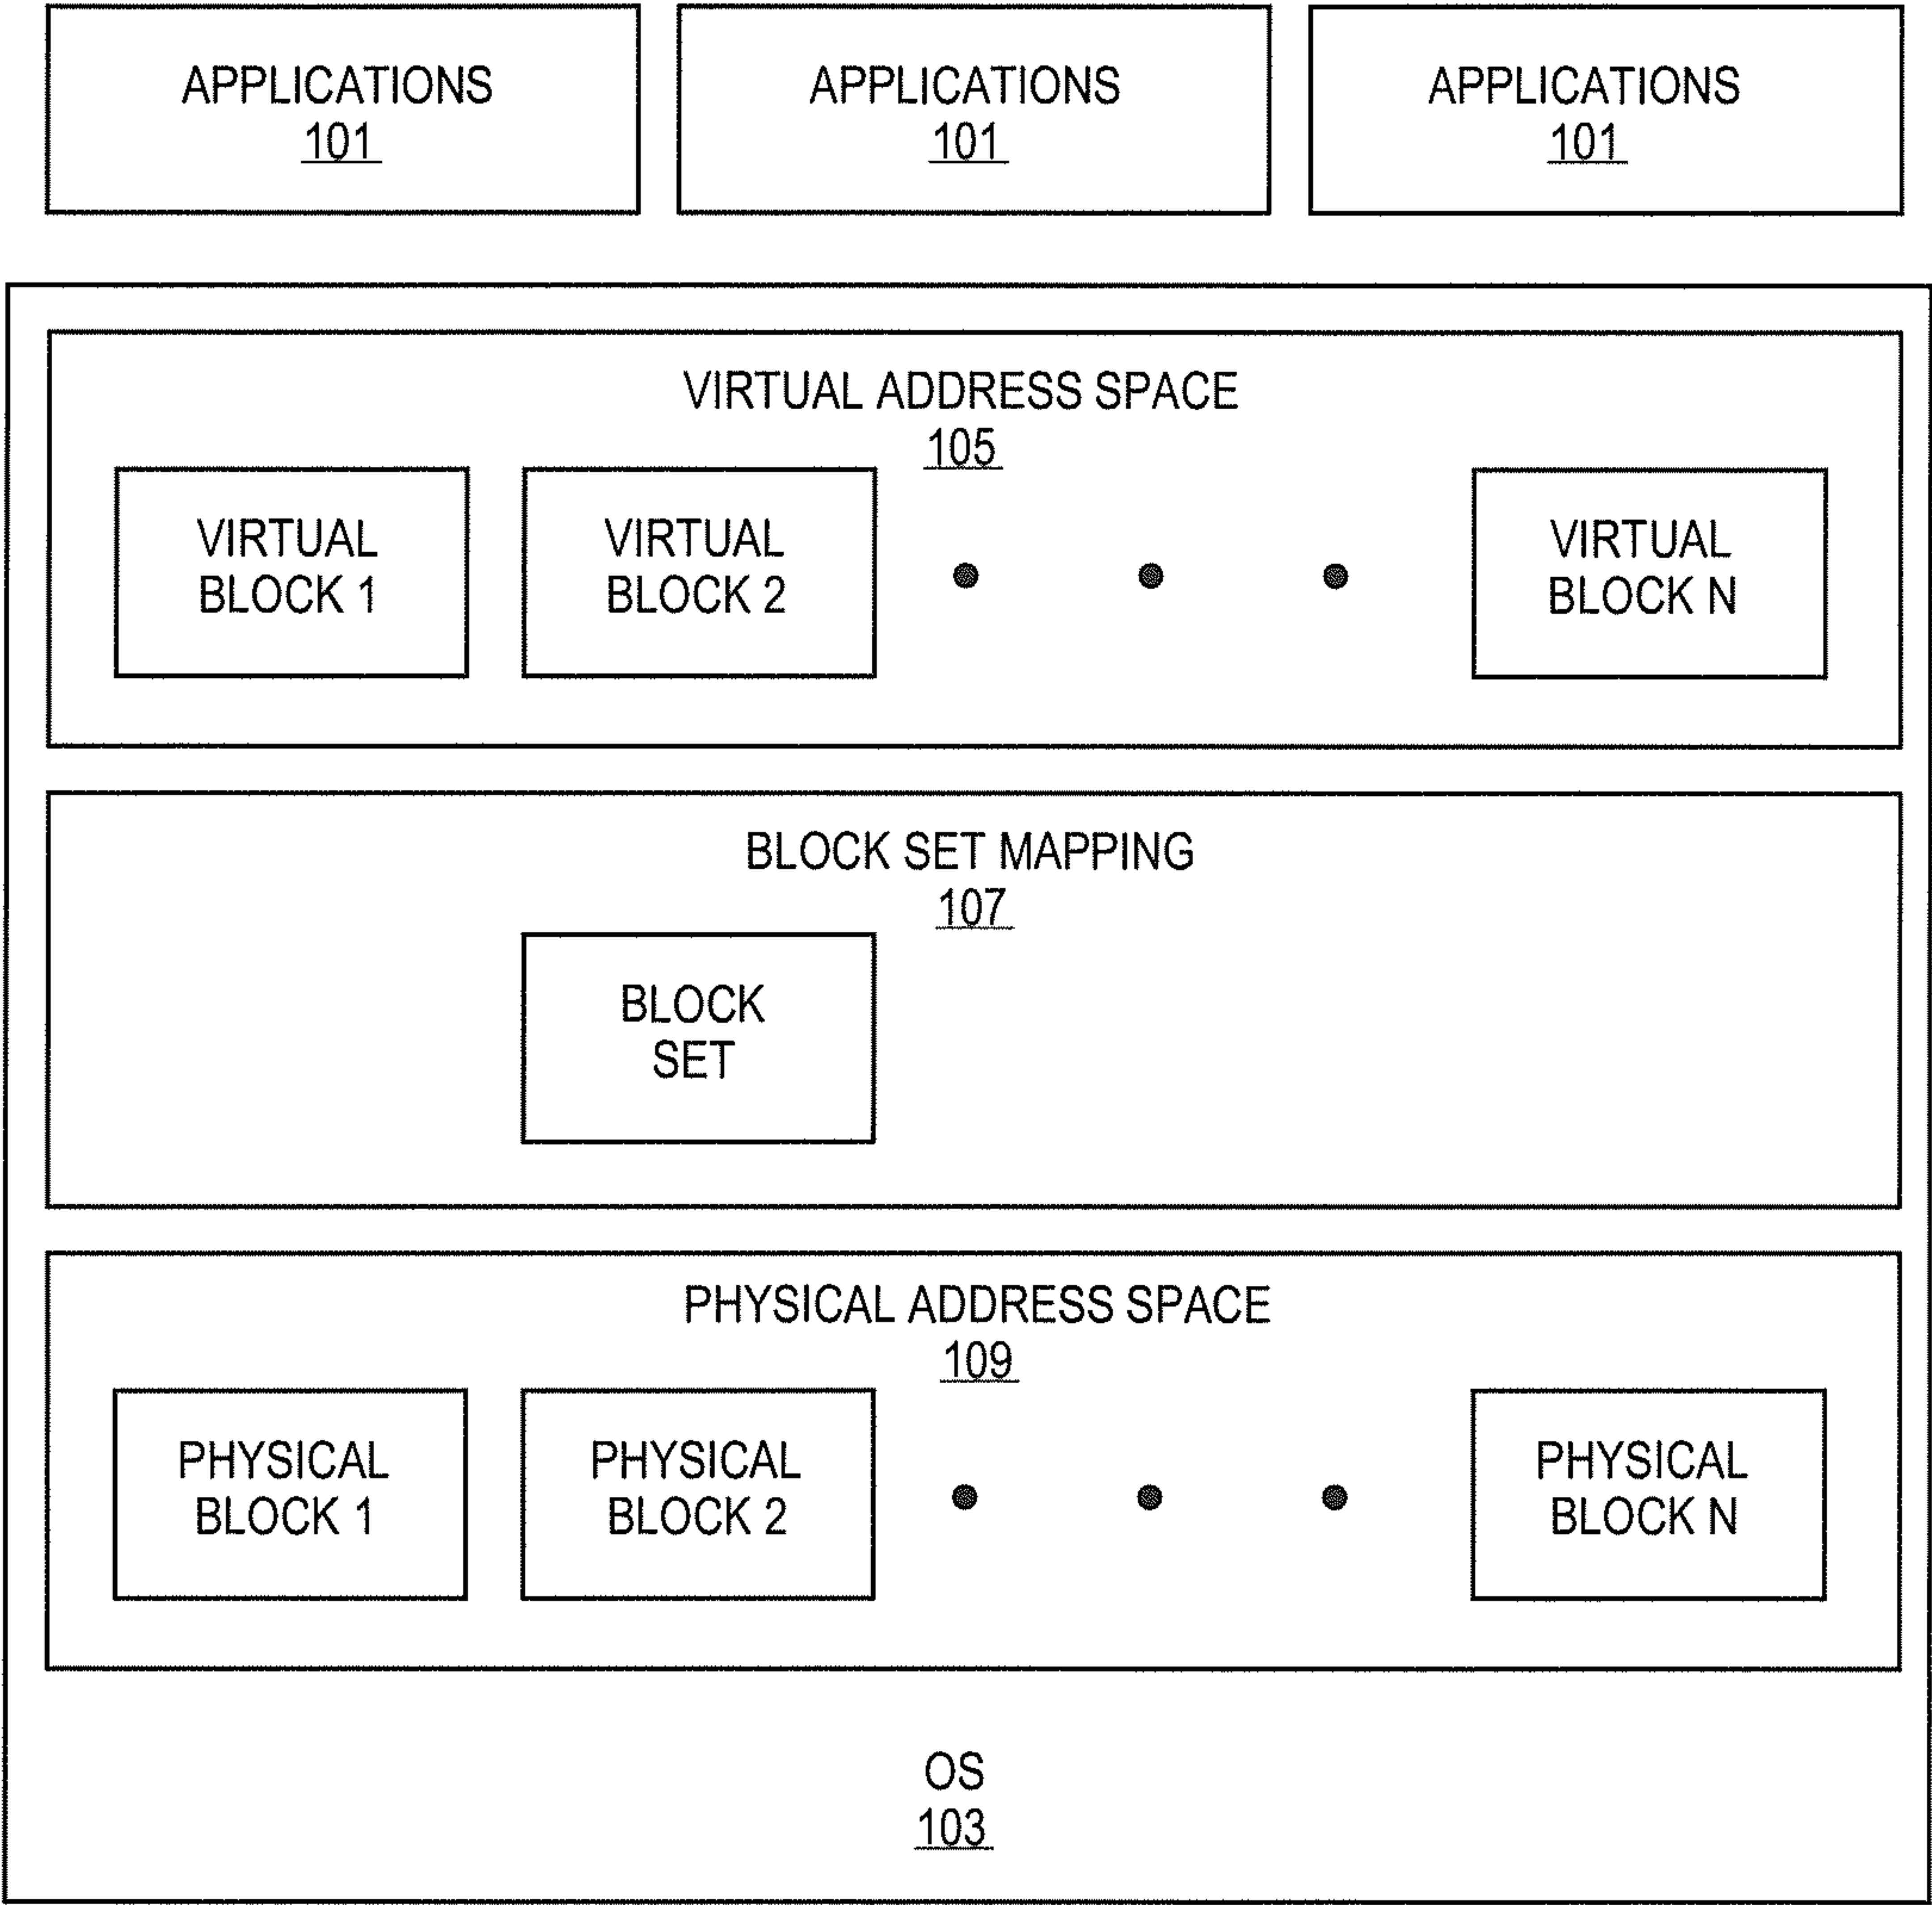 APPLICATIONS
101
APPLICATIONS
101
APPLICATIONS
101
VIRTUAL ADDRESS SPACE
105
VIRTUAL
BLOCK 1
VIRTUAL
BLOCK 2
VIRTUAL
BLOCK N
BLOCK SET MAPPING
107
BLOCK
SET
PHYSICAL ADDRESS SPACE
109
PHYSICAL
BLOCK 1
PHYSICAL
BLOCK 2
PHYSICAL
BLOCK N
OS
103